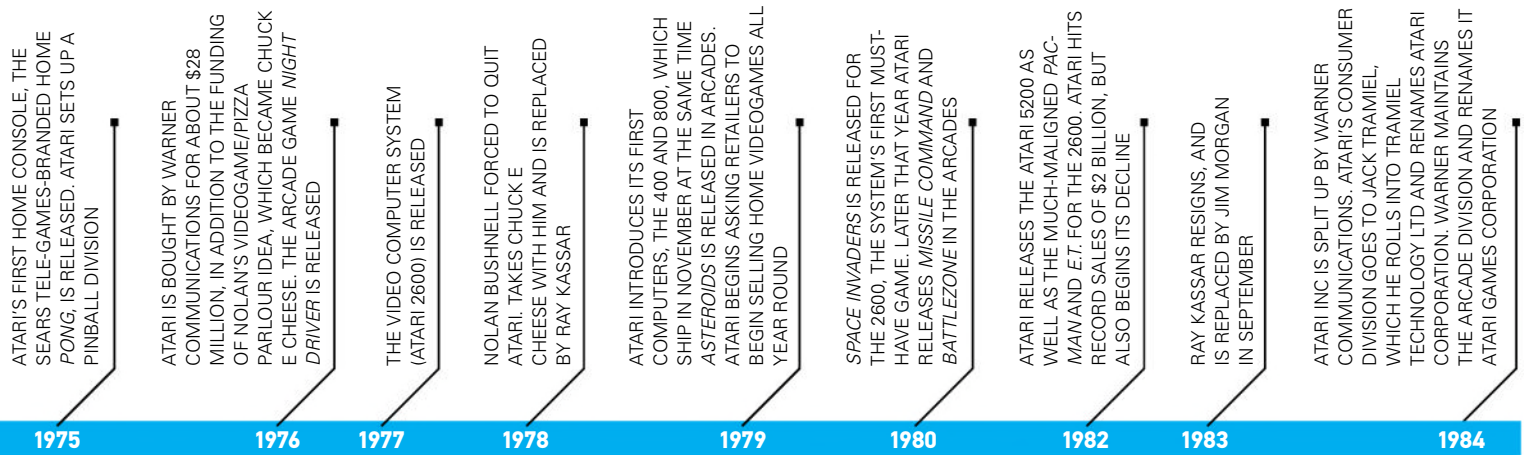 ATARI'S FIRST HOME CONSOLE, THE
SEARS TELE-GAMES-BRANDED HOME
PONG, IS RELEASED. ATARI SETS UP A
PINBALL DIVISION
1975
ATARI IS BOUGHT BY WARNER
COMMUNICATIONS FOR ABOUT $28
MILLION, IN ADDITION TO THE FUNDING
OF NOLAN'S VIDEOGAME/PIZZA
PARLOUR IDEA, WHICH BECAME CHUCK
E CHEESE. THE ARCADE GAME NIGHT
DRIVER IS RELEASED
1976
THE VIDEO COMPUTER SYSTEM
(ATARI 2600) IS RELEASED
1977
NOLAN BUSHNELL FORCED TO QUIT
ATARI. TAKES CHUCK E
CHEESE WITH HIM AND IS REPLACED
BY RAY KASSAR
1978
ATARI INTRODUCES ITS FIRST
COMPUTERS, THE 400 AND 800, WHICH
SHIP IN NOVEMBER AT THE SAME TIME
ASTEROIDS IS RELEASED IN ARCADES.
ATARI BEGINS ASKING RETAILERS TO
BEGIN SELLING HOME VIDEOGAMES ALL
YEAR ROUND
1979
SPACE INVADERS IS RELEASED FOR
THE 2600, THE SYSTEM'S FIRST MUST-
HAVE GAME. LATER THAT YEAR ATARI
RELEASES MISSILE COMMAND AND
BATTLEZONE IN THE ARCADES
1980
ATARI RELEASES THE ATARI 5200 AS
WELL AS THE MUCH-MALIGNED PAC-
MAN AND E.T. FOR THE 2600. ATARI HITS
RECORD SALES OF $2 BILLION, BUT
ALSO BEGINS ITS DECLINE
1982
RAY KASSAR RESIGNS, AND
IS REPLACED BY JIM MORGAN
IN SEPTEMBER
1983
ATARI INC IS SPLIT UP BY WARNER
COMMUNICATIONS. ATARI'S CONSUMER
DIVISION GOES TO JACK TRAMIEL,
WHICH HE ROLLS INTO TRAMIEL
TECHNOLOGY LTD AND RENAMES ATARI
CORPORATION. WARNER MAINTAINS
THE ARCADE DIVISION AND RENAMES IT
ATARI GAMES CORPORATION
1984